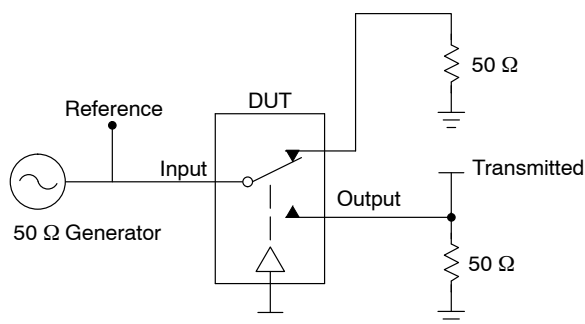 50 Ω
DUT
Reference
Input
Transmitted
Output
50 Ω Generator
50 Ω